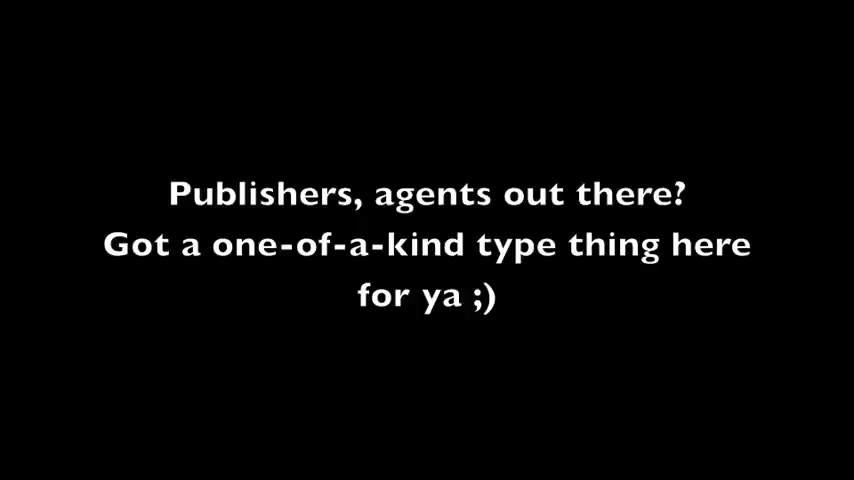 Publishers, agents out there?
Got a one-of-a-kind type thing here
for ya ;)